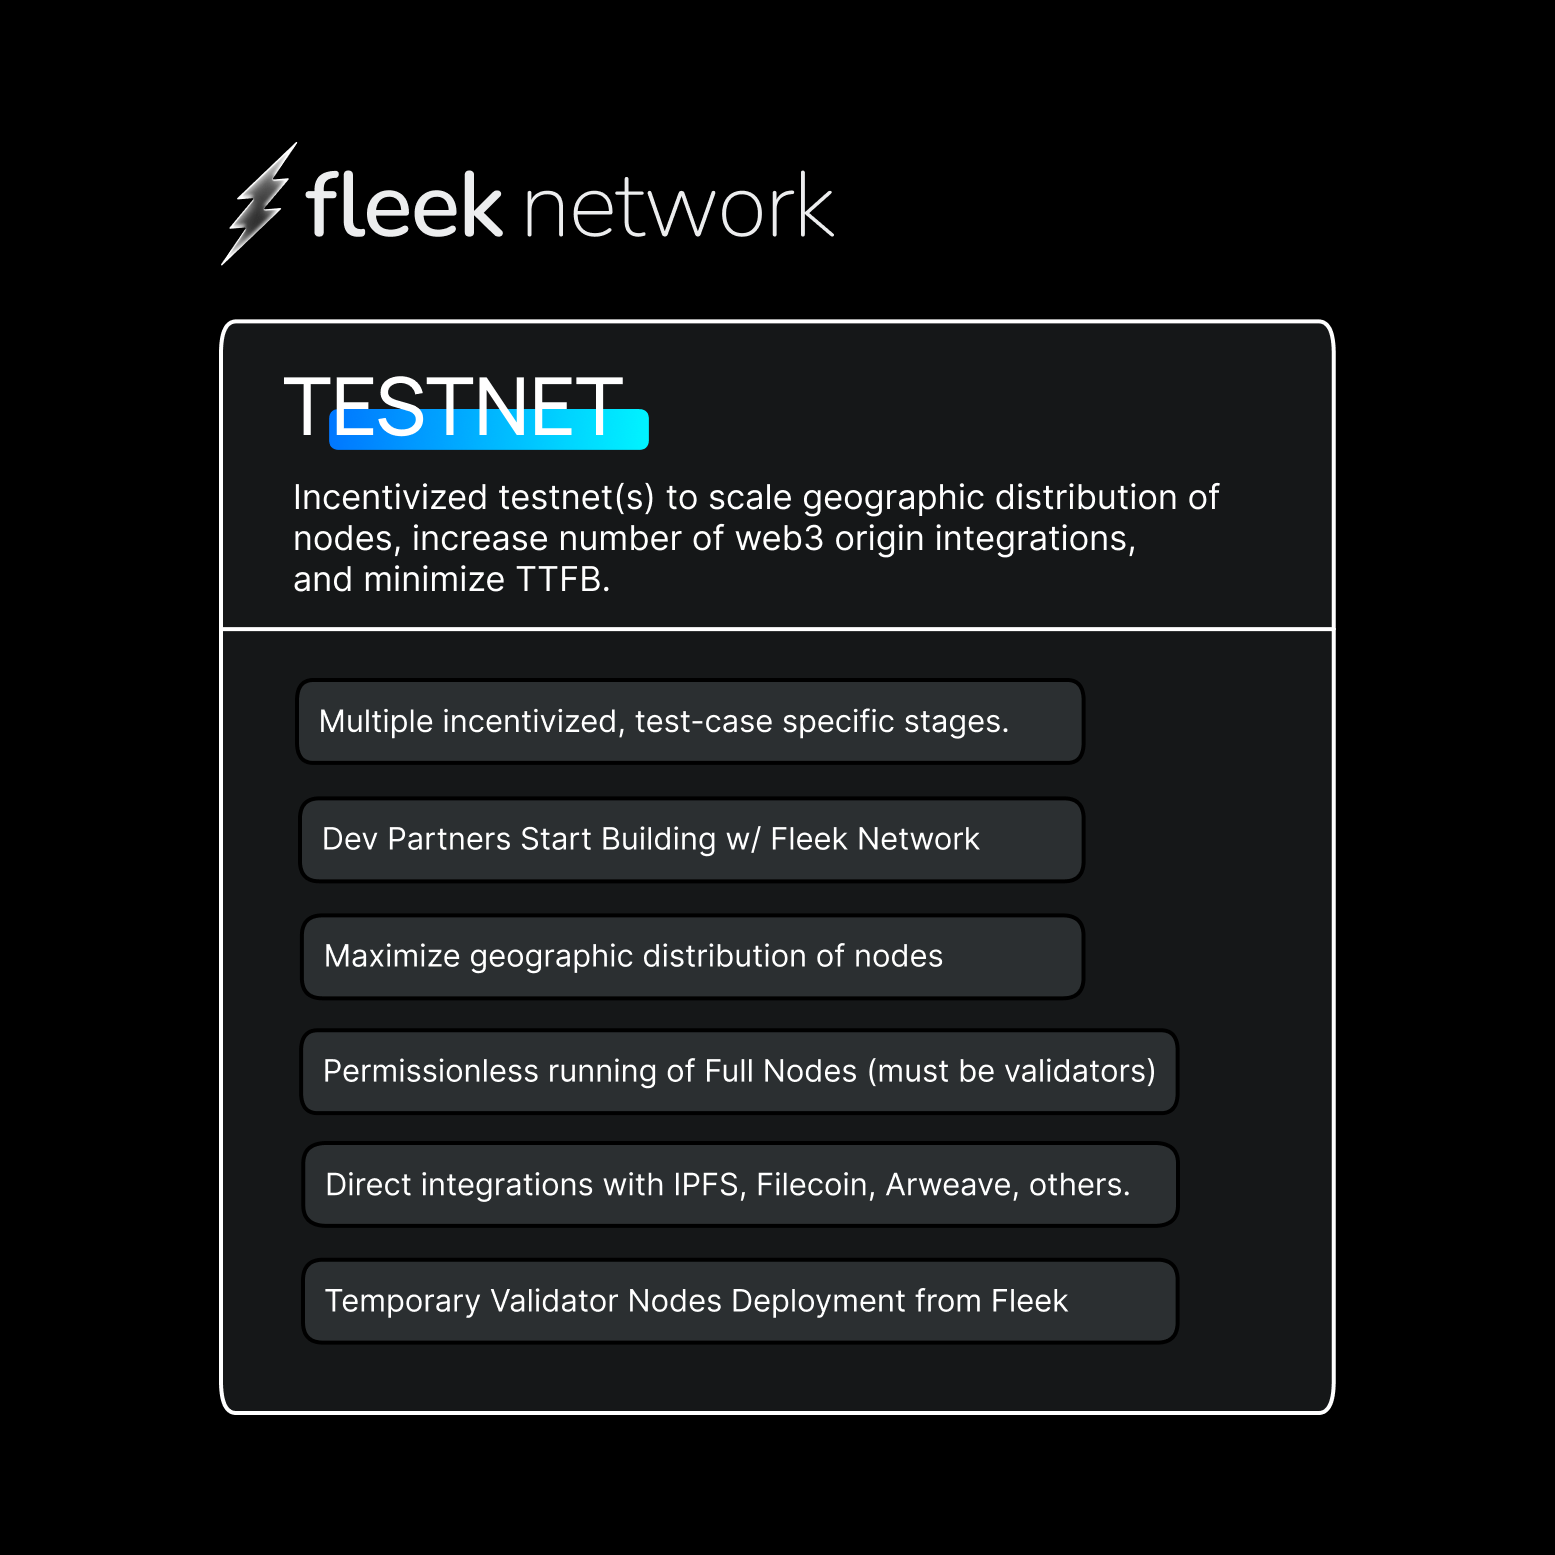 fleek network
TESTNET
Incentivized testnet(s) to scale geographic distribution of
nodes, increase number of web3 origin integrations,
and minimize TTFB.
Multiple incentivized, test-case specific stages.
Dev Partners Start Building w/ Fleek Network
Maximize geographic distribution of nodes
Permissionless running of Full Nodes (must be validators)
Direct integrations with IPFS, Filecoin, Arweave, others.
Temporary Validator Nodes Deployment from Fleek